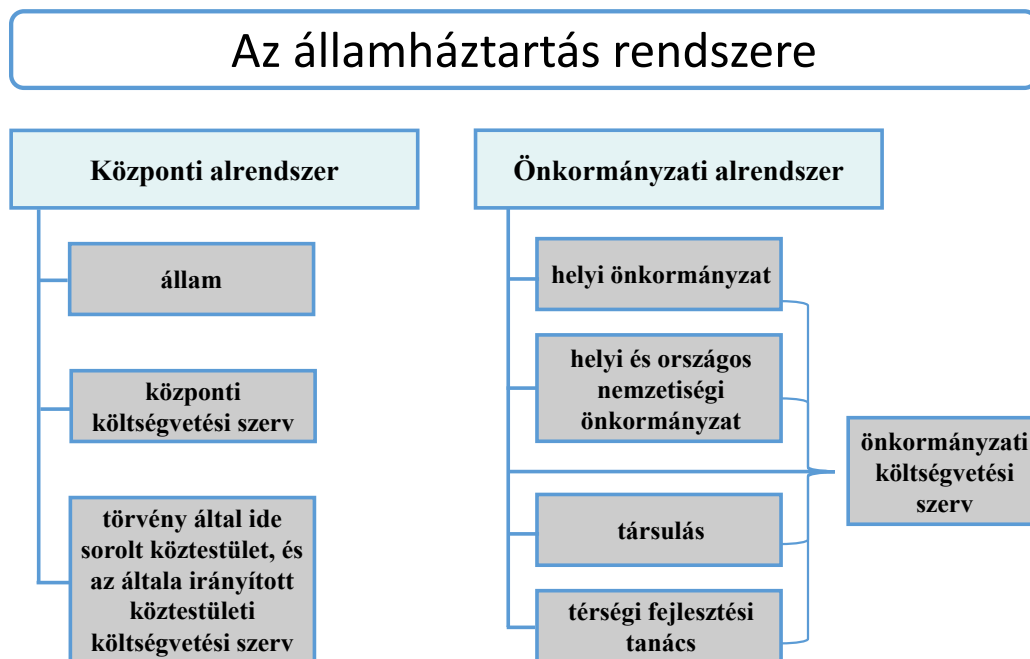 Az államháztartás rendszere
Központi alrendszer
állam
központi
költségvetési szerv
törvény által ide
sorolt köztestület, és
az általa irányított
köztestületi
költségvetési szerv
Önkormányzati alrendszer
helyi önkormányzat
helyi és országos
nemzetiségi
önkormányzat
társulás
térségi fejlesztési
tanács
önkormányzati
költségvetési
szerv